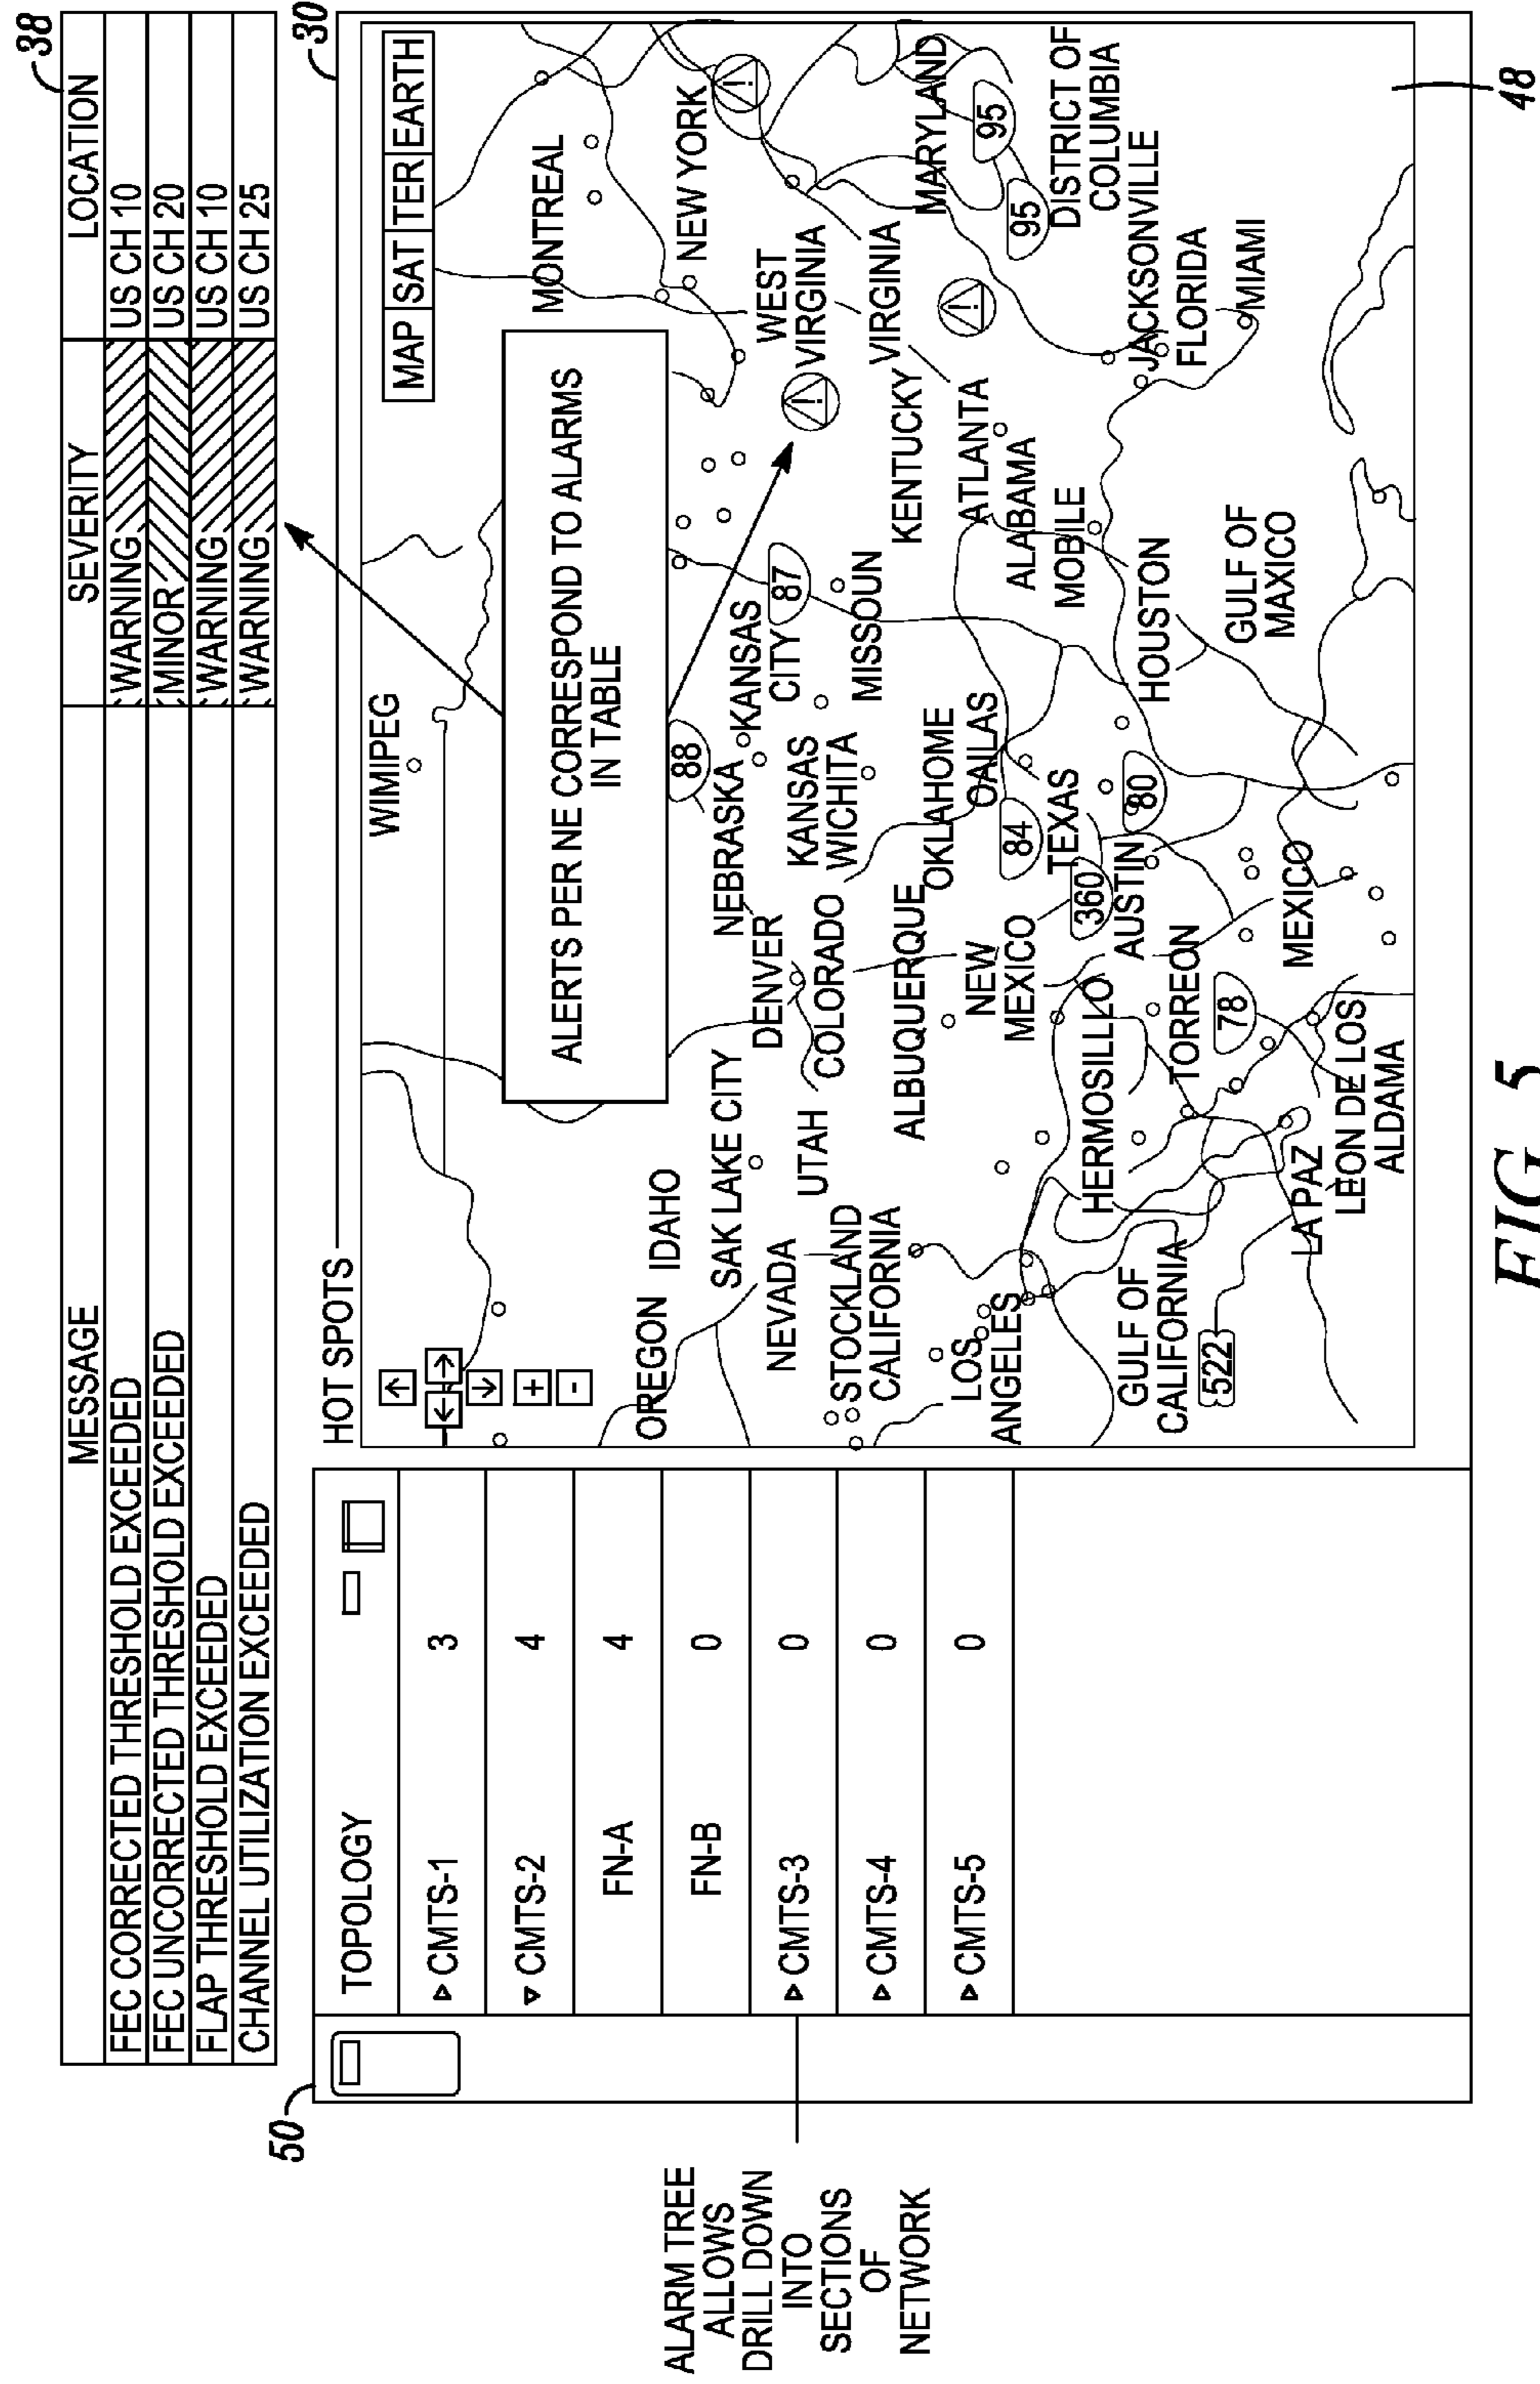 38
MESSAGE SEVERITY LOCATION
FEC CORRECTED THRESHOLD EXCEEDED WARNING US CH 10
FEC UNCORRECTED THRESHOLD EXCEEDED MINOR US CH 20
FLAP THRESHOLD EXCEEDED WARNING US CH 10
CHANNEL UTILIZATION EXCEEDED WARNING US CH 25
50
30
TOPOLOGY
CMTS-1 3
CMTS-2 4
FN-A 4
FN-B 0
CMTS-3 0
CMTS-4 0
CMTS-5 0
ALARM TREE
ALLOWS
DRILL DOWN
INTO
SECTIONS
OF
NETWORK
HOT SPOTS
MAP SAT TER EARTH
+
-
ALERTS PER NE CORRESPOND TO ALARMS
IN TABLE
WIMIPEG
MONTREAL
OREGON
IDAHO
NEW YORK
88
SAK LAKE CITY
NEBRASKA
KANSAS
CITY
87
WEST
VIRGINIA
NEVADA
UTAH
DENVER
COLORADO
KANSAS
WICHITA
MISSOUN
STOCKLAND
CALIFORNIA
VIRGINIA
KENTUCKY
MARYLAND
95
95
ALBUQUERQUE
OKLAHOME
LOS
ANGELES
NEW
MEXICO
OAILAS
84
ATLANTA
ALABAMA
MOBILE
DISTRICT OF
COLUMBIA
TEXAS
360
80
HERMOSILLO
AUSTIN
HOUSTON
JACKSONVILLE
FLORIDA
MIAMI
GULF OF
CALIFORNIA
522
TORREON
78
GULF OF
MAXICO
LA PAZ
MEXICO
LEON DE LOS
ALDAMA
48
FIG. 5